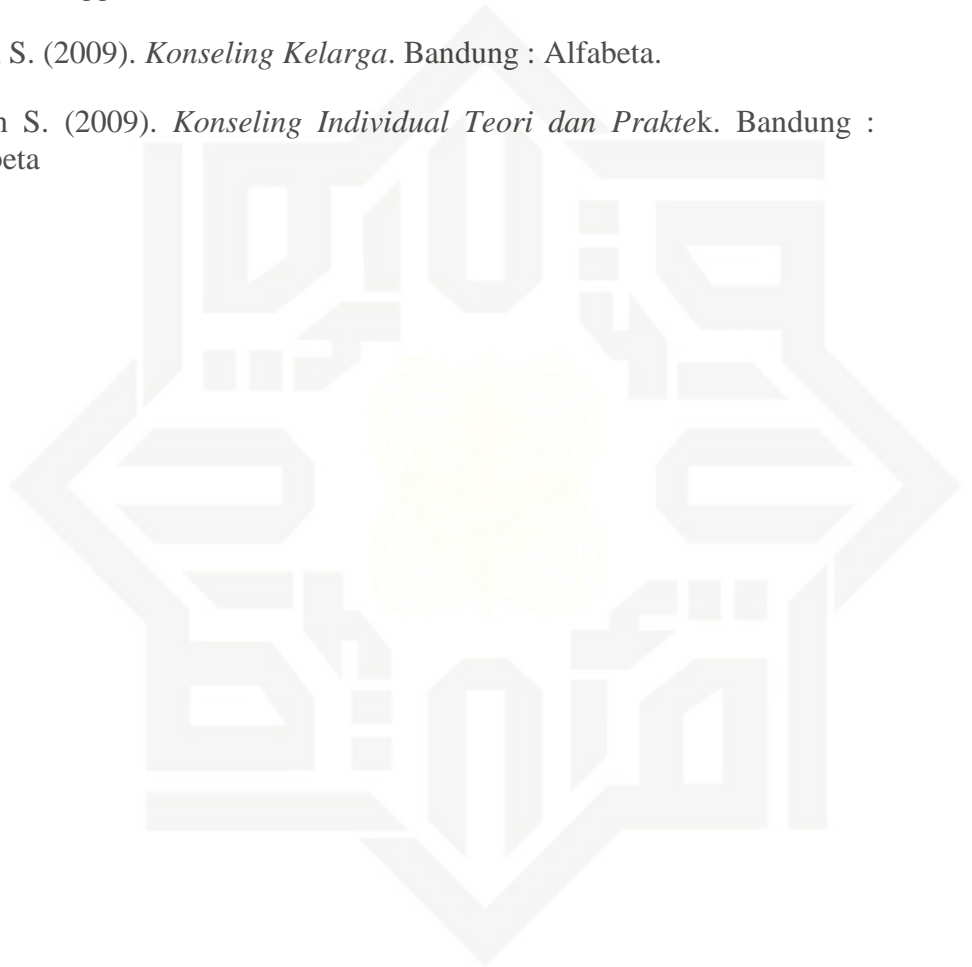 S. (2009). Konseling Kelarga. Bandung : Alfabeta.
n S. (2009). Konseling Individual Teori dan Praktek. Bandung :
beta